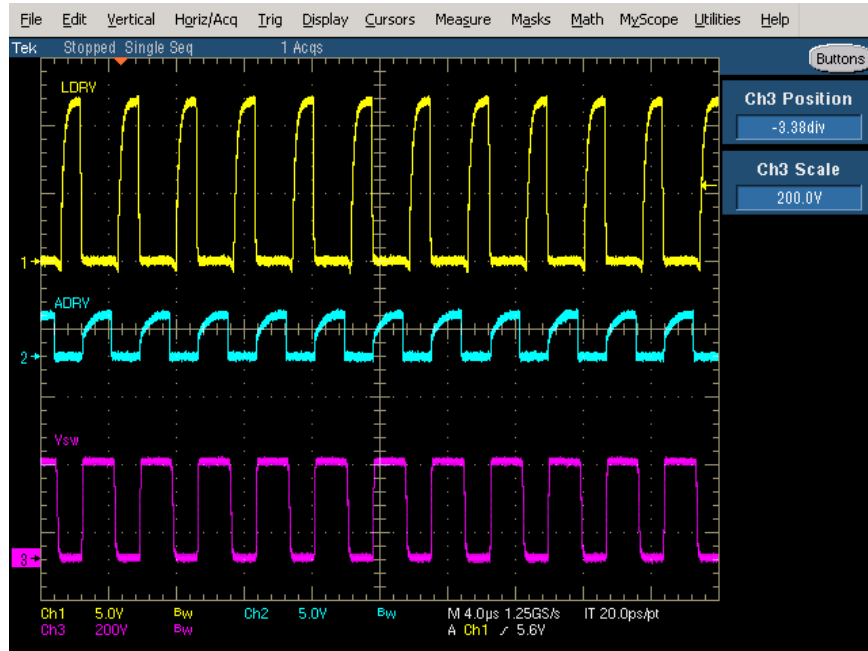 File Edit Vertical Horiz/Acq Trig Display Cursors Measure Masks Math MyScope Utilities Help
Tek Stopped Single Seq 1 Acqs
Buttons
LDRV
Ch3 Position
-3.38div
Ch3 Scale
200.0V
1
ADRV
2
Vsw
3
Ch1 5.0V Bw Ch2 5.0V Bw M 4.0µs 1.25GS/s IT 20.0ps/pt
Ch3 200V Bw A Ch1 / 5.6V